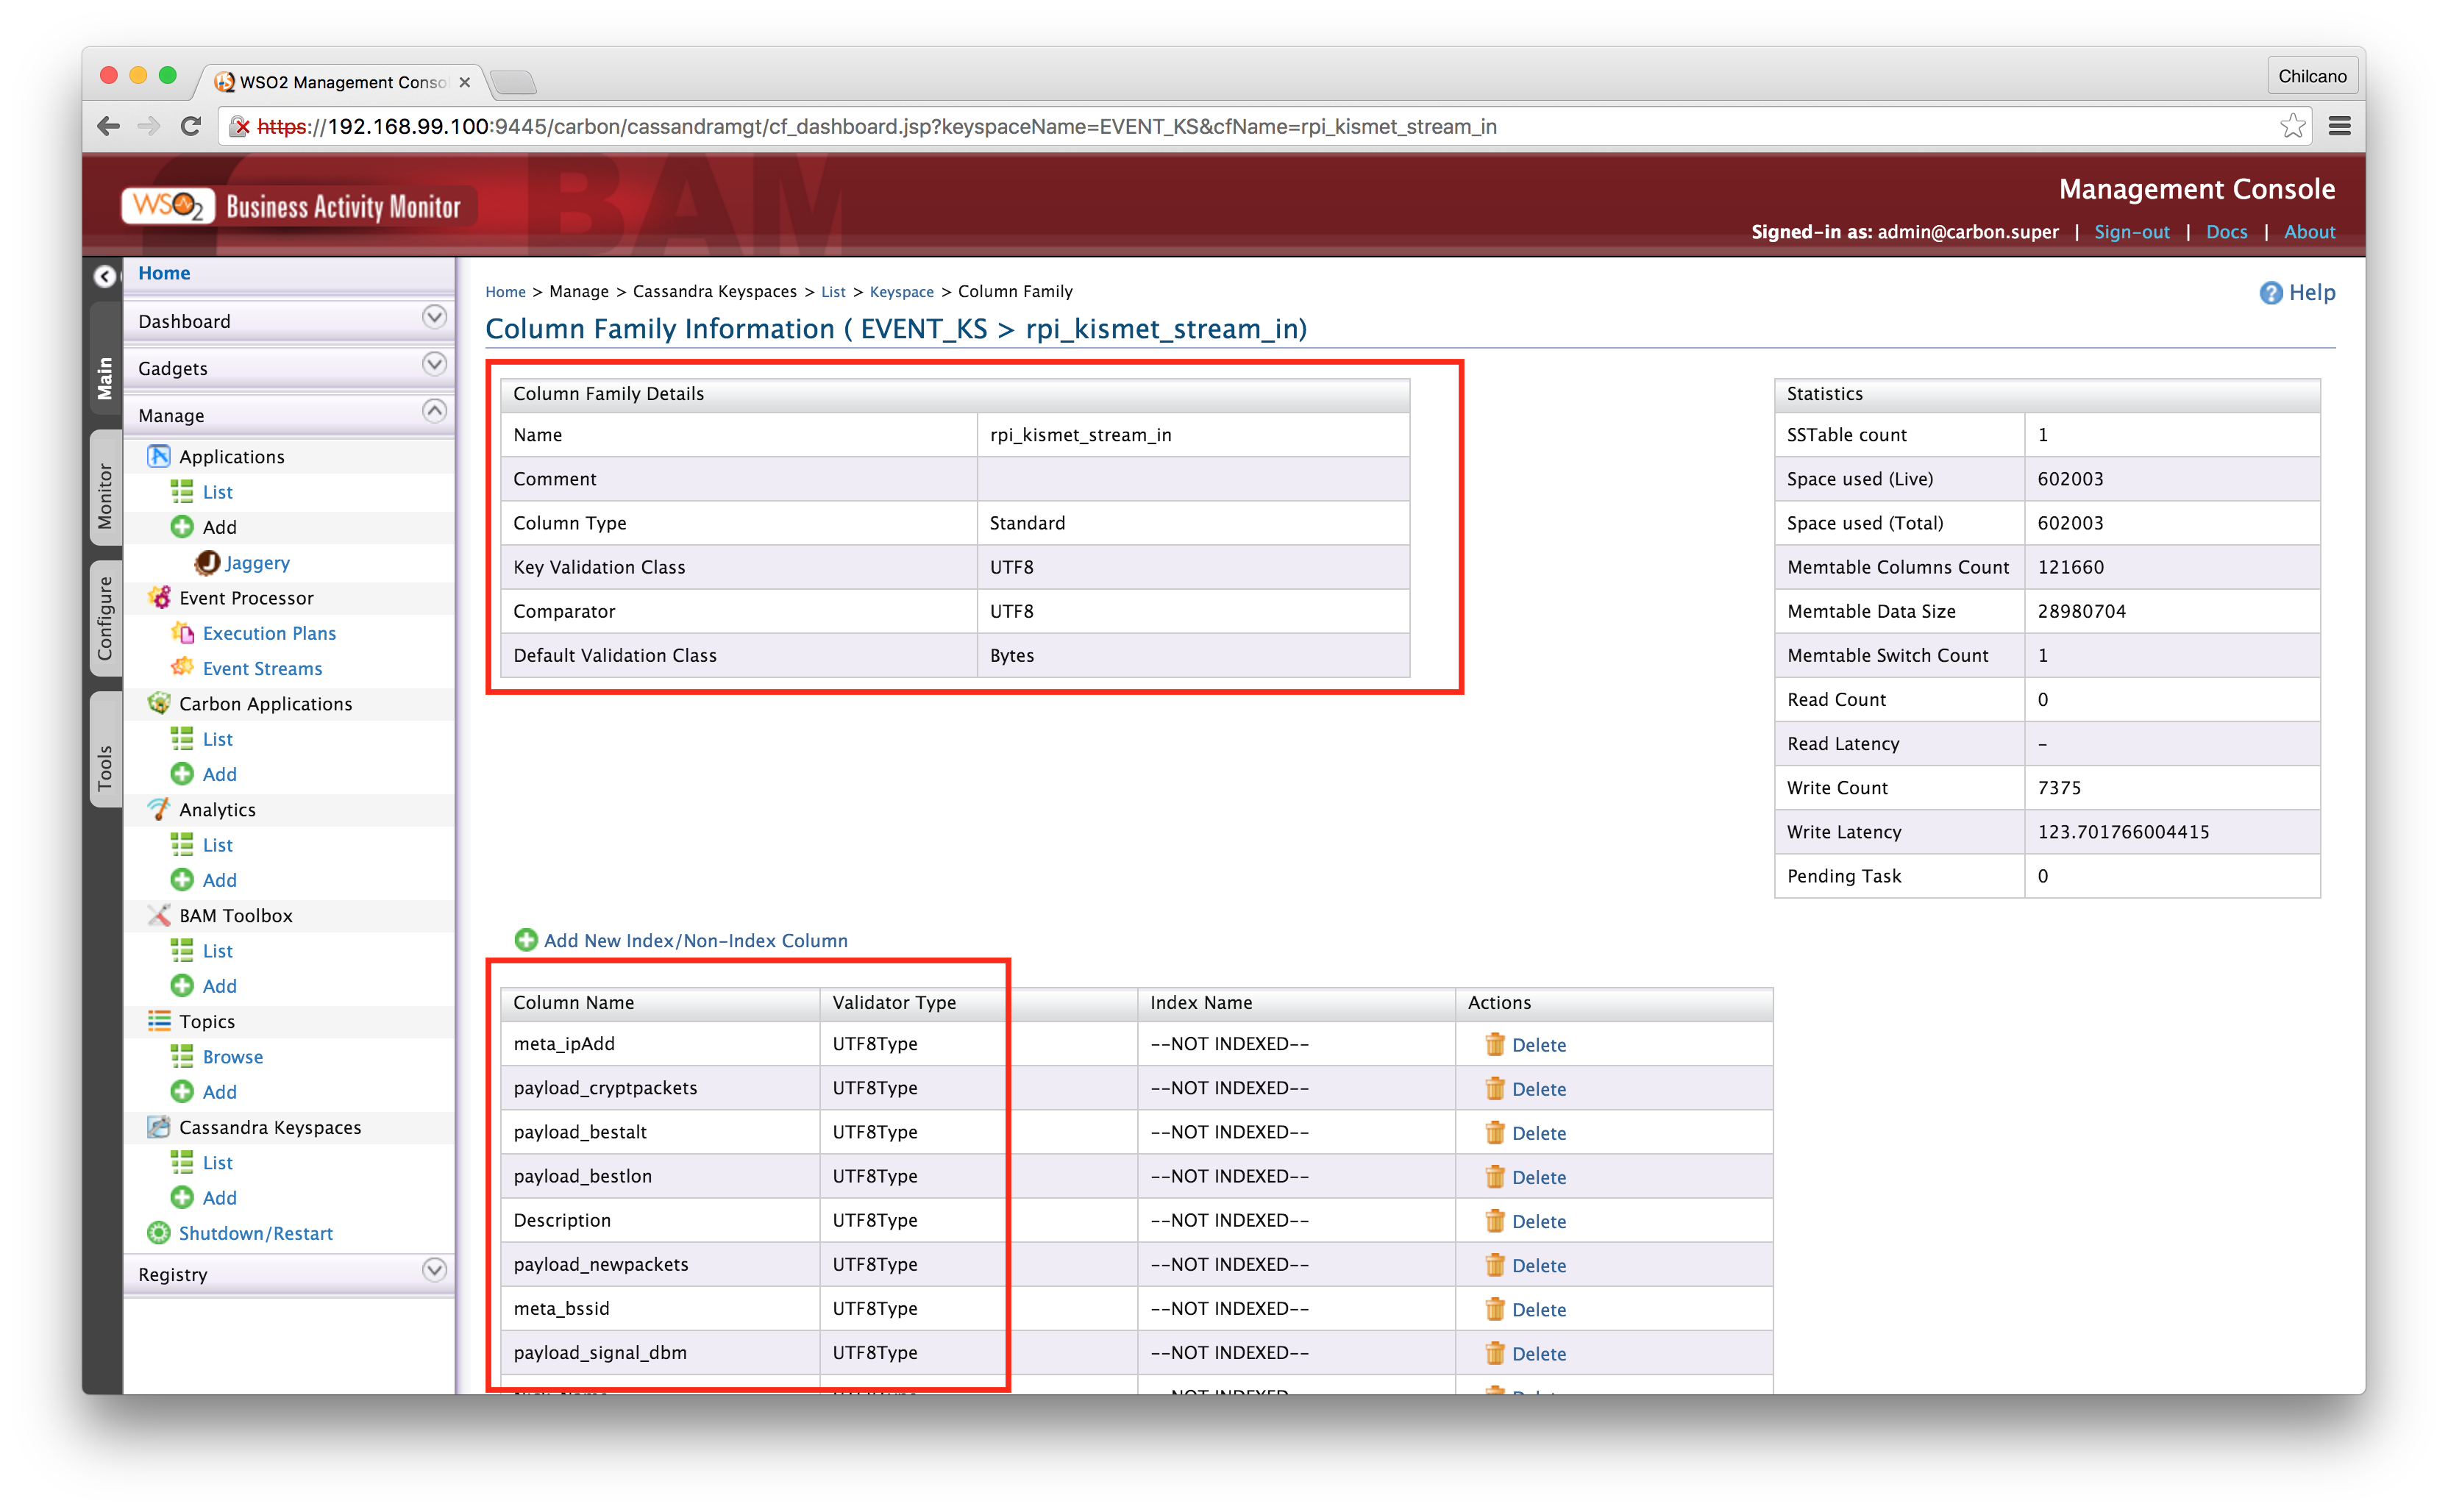 WSO2 Management Conso
Chilcano
https://192.168.99.100:9445/carbon/cassandramgt/cf_dashboard.jsp?keyspaceName=EVENT_KS&cfName=rpi_kismet_stream_in
BAM
WSO2 Business Activity Monitor
Management Console
Signed-in as: admin@carbon.super | Sign-out | Docs | About
Main
Monitor
Configure
Tools
Home
Dashboard
Gadgets
Manage
Applications
List
Add
Jaggery
Event Processor
Execution Plans
Event Streams
Carbon Applications
List
Add
Analytics
List
Add
BAM Toolbox
List
Add
Topics
Browse
Add
Cassandra Keyspaces
List
Add
Shutdown/Restart
Registry
Home > Manage > Cassandra Keyspaces > List > Keyspace > Column Family
Help
Column Family Information ( EVENT_KS > rpi_kismet_stream_in)
Column Family Details
Name rpi_kismet_stream_in
Comment
Column Type Standard
Key Validation Class UTF8
Comparator UTF8
Default Validation Class Bytes
Statistics
SSTable count 1
Space used (Live) 602003
Space used (Total) 602003
Memtable Columns Count 121660
Memtable Data Size 28980704
Memtable Switch Count 1
Read Count 0
Read Latency -
Write Count 7375
Write Latency 123.701766004415
Pending Task 0
Add New Index/Non-Index Column
Column Name Validator Type Index Name Actions
meta_ipAdd UTF8Type --NOT INDEXED-- Delete
payload_cryptpackets UTF8Type --NOT INDEXED-- Delete
payload_bestalt UTF8Type --NOT INDEXED-- Delete
payload_bestlon UTF8Type --NOT INDEXED-- Delete
Description UTF8Type --NOT INDEXED-- Delete
payload_newpackets UTF8Type --NOT INDEXED-- Delete
meta_bssid UTF8Type --NOT INDEXED-- Delete
payload_signal_dbm UTF8Type --NOT INDEXED-- Delete